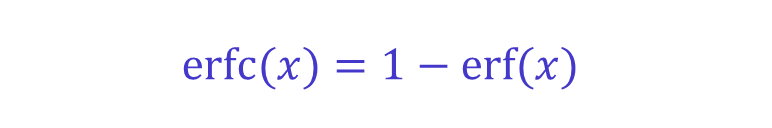 erfc(x) = 1 − erf(x)